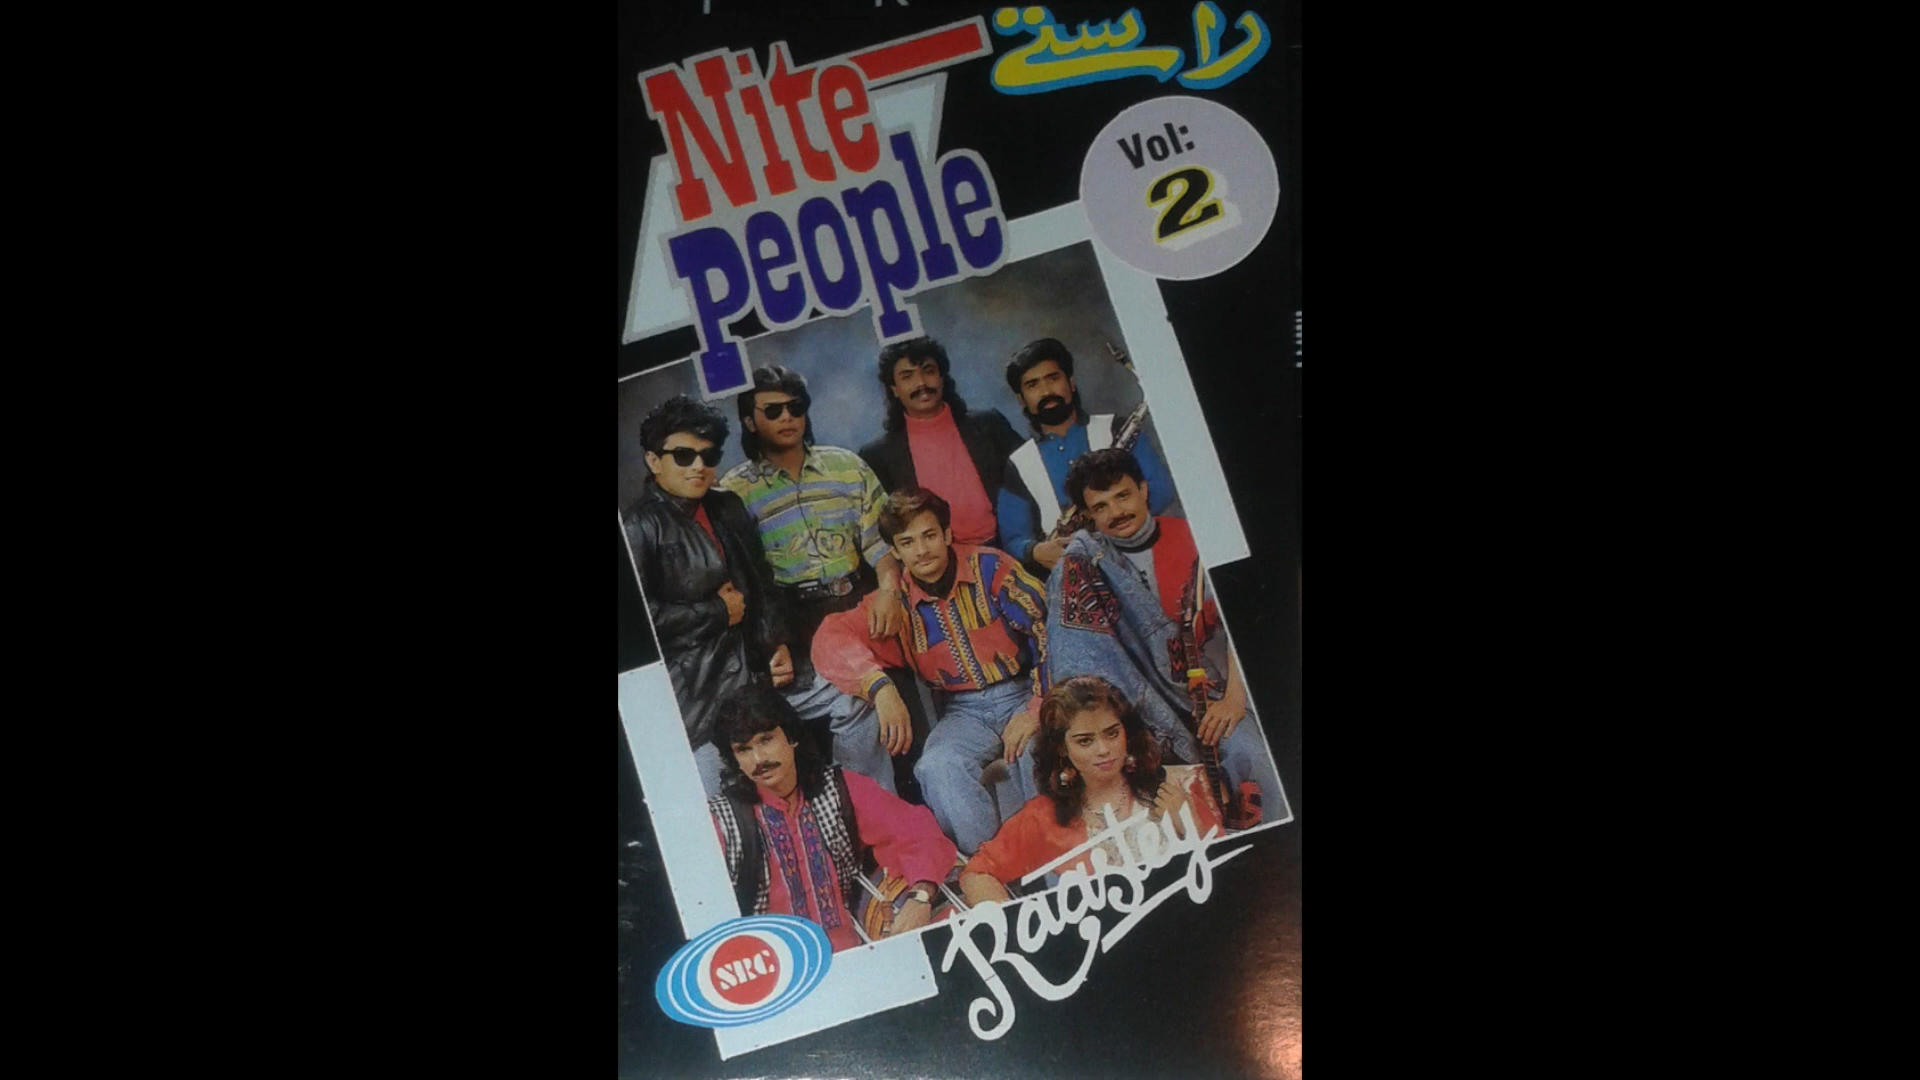 راستے
Nite
People
Vol:
2
Raastey
SRC